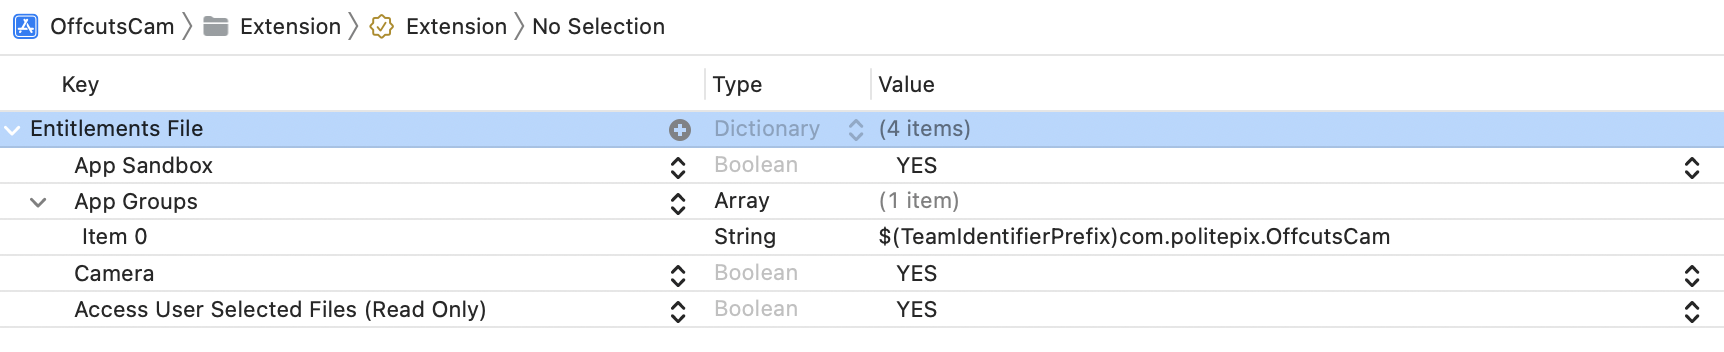 OffcutsCam Extension Extension No Selection
Key Type Value
Entitlements File Dictionary (4 items)
App Sandbox Boolean YES
App Groups Array (1 item)
Item 0 String $(TeamIdentifierPrefix)com.politepix.OffcutsCam
Camera Boolean YES
Access User Selected Files (Read Only) Boolean YES